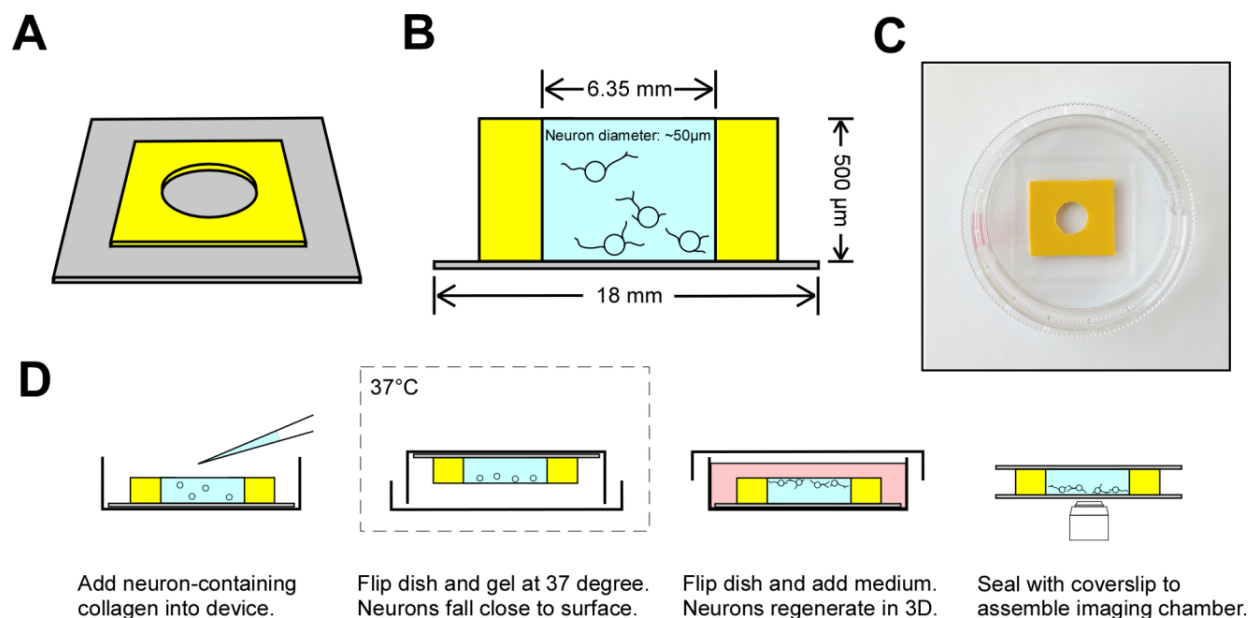 A
B
C
6.35 mm
Neuron diameter: ~50μm
500 μm
18 mm
D
37°C
Add neuron-containing
collagen into device.
Flip dish and gel at 37 degree.
Neurons fall close to surface.
Flip dish and add medium.
Neurons regenerate in 3D.
Seal with coverslip to
assemble imaging chamber.